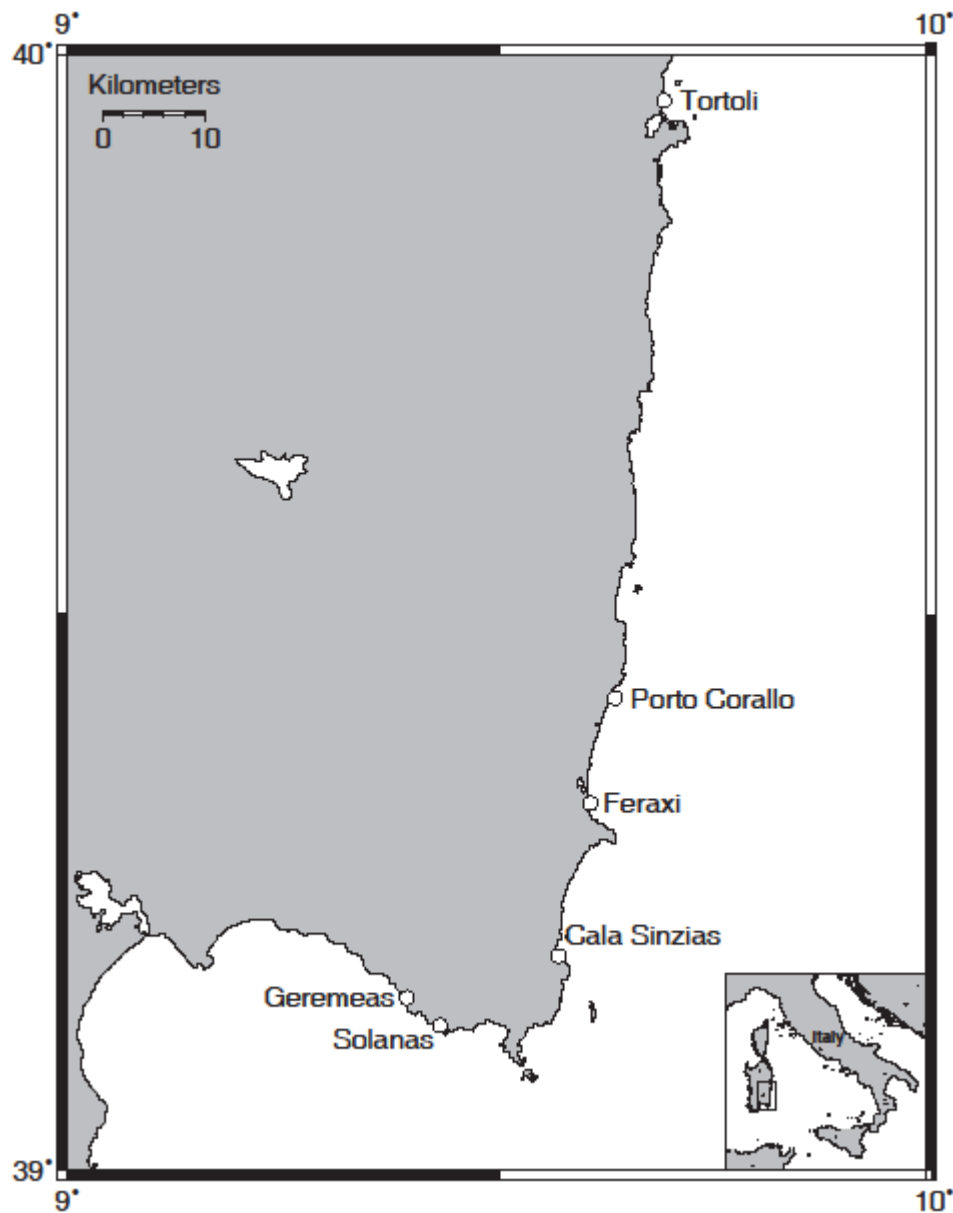 9˚
10˚
40˚
Kilometers
0 10
Tortoli
Porto Corallo
Feraxi
Cala Sinzias
Geremeas
Solanas
Italy
39˚
9˚
10˚